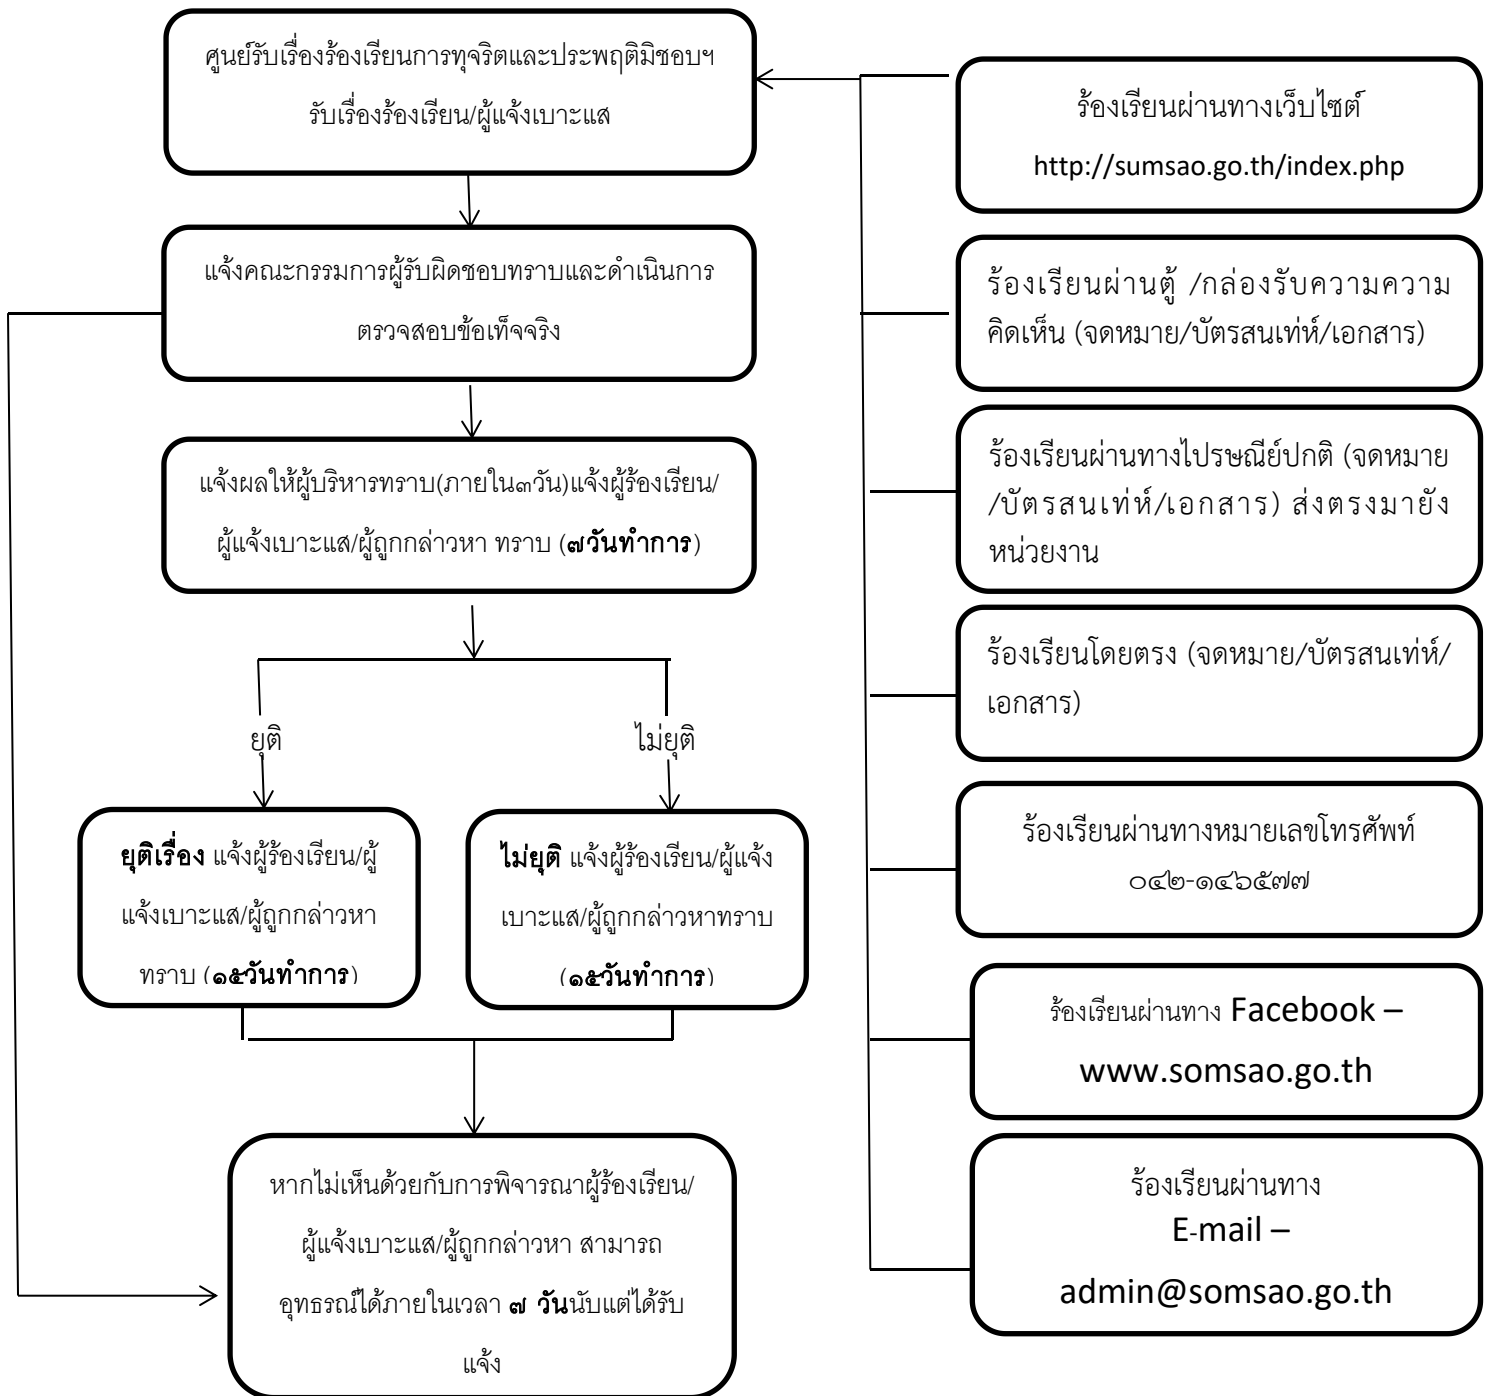 ศูนย์รับเรื่องร้องเรียนการทุจริตและประพฤติมิชอบฯ
รับเรื่องร้องเรียน/ผู้แจ้งเบาะแส
แจ้งคณะกรรมการผู้รับผิดชอบทราบและดำเนินการ
ตรวจสอบข้อเท็จจริง
แจ้งผลให้ผู้บริหารทราบ(ภายใน๓วัน)แจ้งผู้ร้องเรียน/
ผู้แจ้งเบาะแส/ผู้ถูกกล่าวหา ทราบ (๗วันทำการ)
ยุติ
ไม่ยุติ
ยุติเรื่อง แจ้งผู้ร้องเรียน/ผู้
แจ้งเบาะแส/ผู้ถูกกล่าวหา
ทราบ (๑๕วันทำการ)
ไม่ยุติ แจ้งผู้ร้องเรียน/ผู้แจ้ง
เบาะแส/ผู้ถูกกล่าวหาทราบ
(๑๕วันทำการ)
หากไม่เห็นด้วยกับการพิจารณาผู้ร้องเรียน/
ผู้แจ้งเบาะแส/ผู้ถูกกล่าวหา สามารถ
อุทธรณ์ได้ภายในเวลา ๗ วันนับแต่ได้รับ
แจ้ง
ร้องเรียนผ่านทางเว็บไซต์
http://sumsao.go.th/index.php
ร้องเรียนผ่านตู้ /กล่องรับความความ
คิดเห็น (จดหมาย/บัตรสนเท่ห์/เอกสาร)
ร้องเรียนผ่านทางไปรษณีย์ปกติ (จดหมาย
/บัตรสนเท่ห์/เอกสาร) ส่งตรงมายัง
หน่วยงาน
ร้องเรียนโดยตรง (จดหมาย/บัตรสนเท่ห์/
เอกสาร)
ร้องเรียนผ่านทางหมายเลขโทรศัพท์
๐๔๒-๑๔๖๕๗๗
ร้องเรียนผ่านทาง Facebook –
www.somsao.go.th
ร้องเรียนผ่านทาง
E-mail –
admin@somsao.go.th